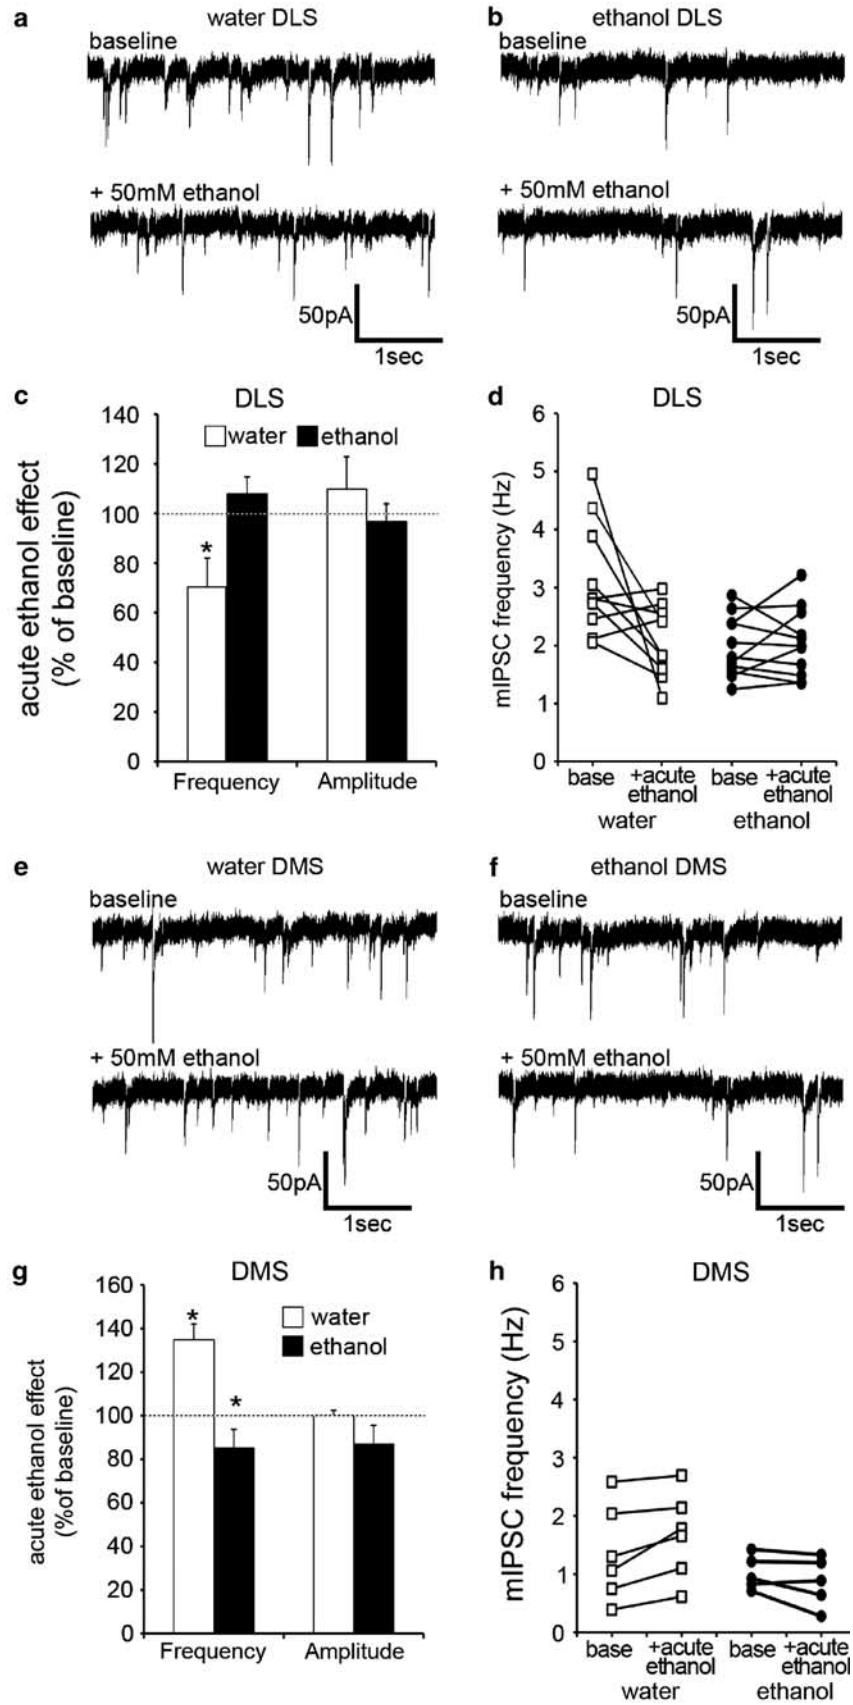 a water DLS
baseline
+ 50mM ethanol
50pA
1sec
b ethanol DLS
baseline
+ 50mM ethanol
50pA
1sec
c DLS
water ethanol
acute ethanol effect
(% of baseline)
140
120
100
80
60
40
20
0
*
Frequency Amplitude
d DLS
mIPSC frequency (Hz)
6
5
4
3
2
1
0
base +acute ethanol base +acute ethanol
water ethanol
e water DMS
baseline
+ 50mM ethanol
50pA
1sec
f ethanol DMS
baseline
+ 50mM ethanol
50pA
1sec
g DMS
water
ethanol
acute ethanol effect
(%of baseline)
160
140
120
100
80
60
40
20
0
*
*
Frequency Amplitude
h DMS
mIPSC frequency (Hz)
6
5
4
3
2
1
0
base +acute ethanol base +acute ethanol
water ethanol